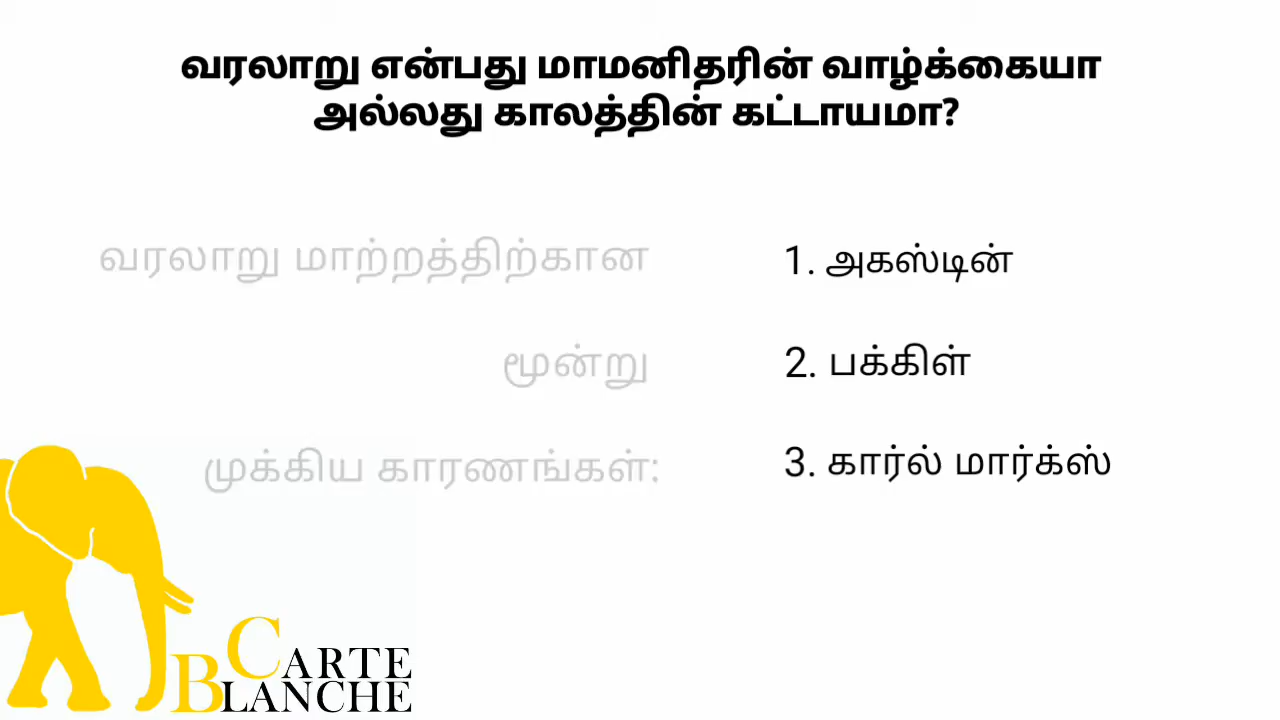 வரலாறு என்பது மாமனிதரின் வாழ்க்கையா
அல்லது காலத்தின் கட்டாயமா?
வரலாறு மாற்றத்திற்கான
மூன்று
முக்கிய காரணங்கள்:
1. அகஸ்டின்
2. பக்கிள்
3. கார்ல் மார்க்ஸ்
CARTE
BLANCHE